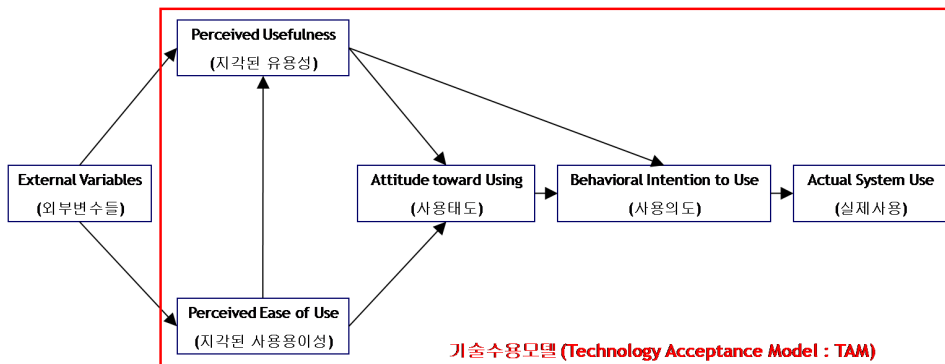 Perceived Usefulness
(지각된 유용성)
External Variables
(외부변수들)
Attitude toward Using
(사용태도)
Behavioral Intention to Use
(사용의도)
Actual System Use
(실제사용)
Perceived Ease of Use
(지각된 사용용이성)
기술수용모델 (Technology Acceptance Model : TAM)